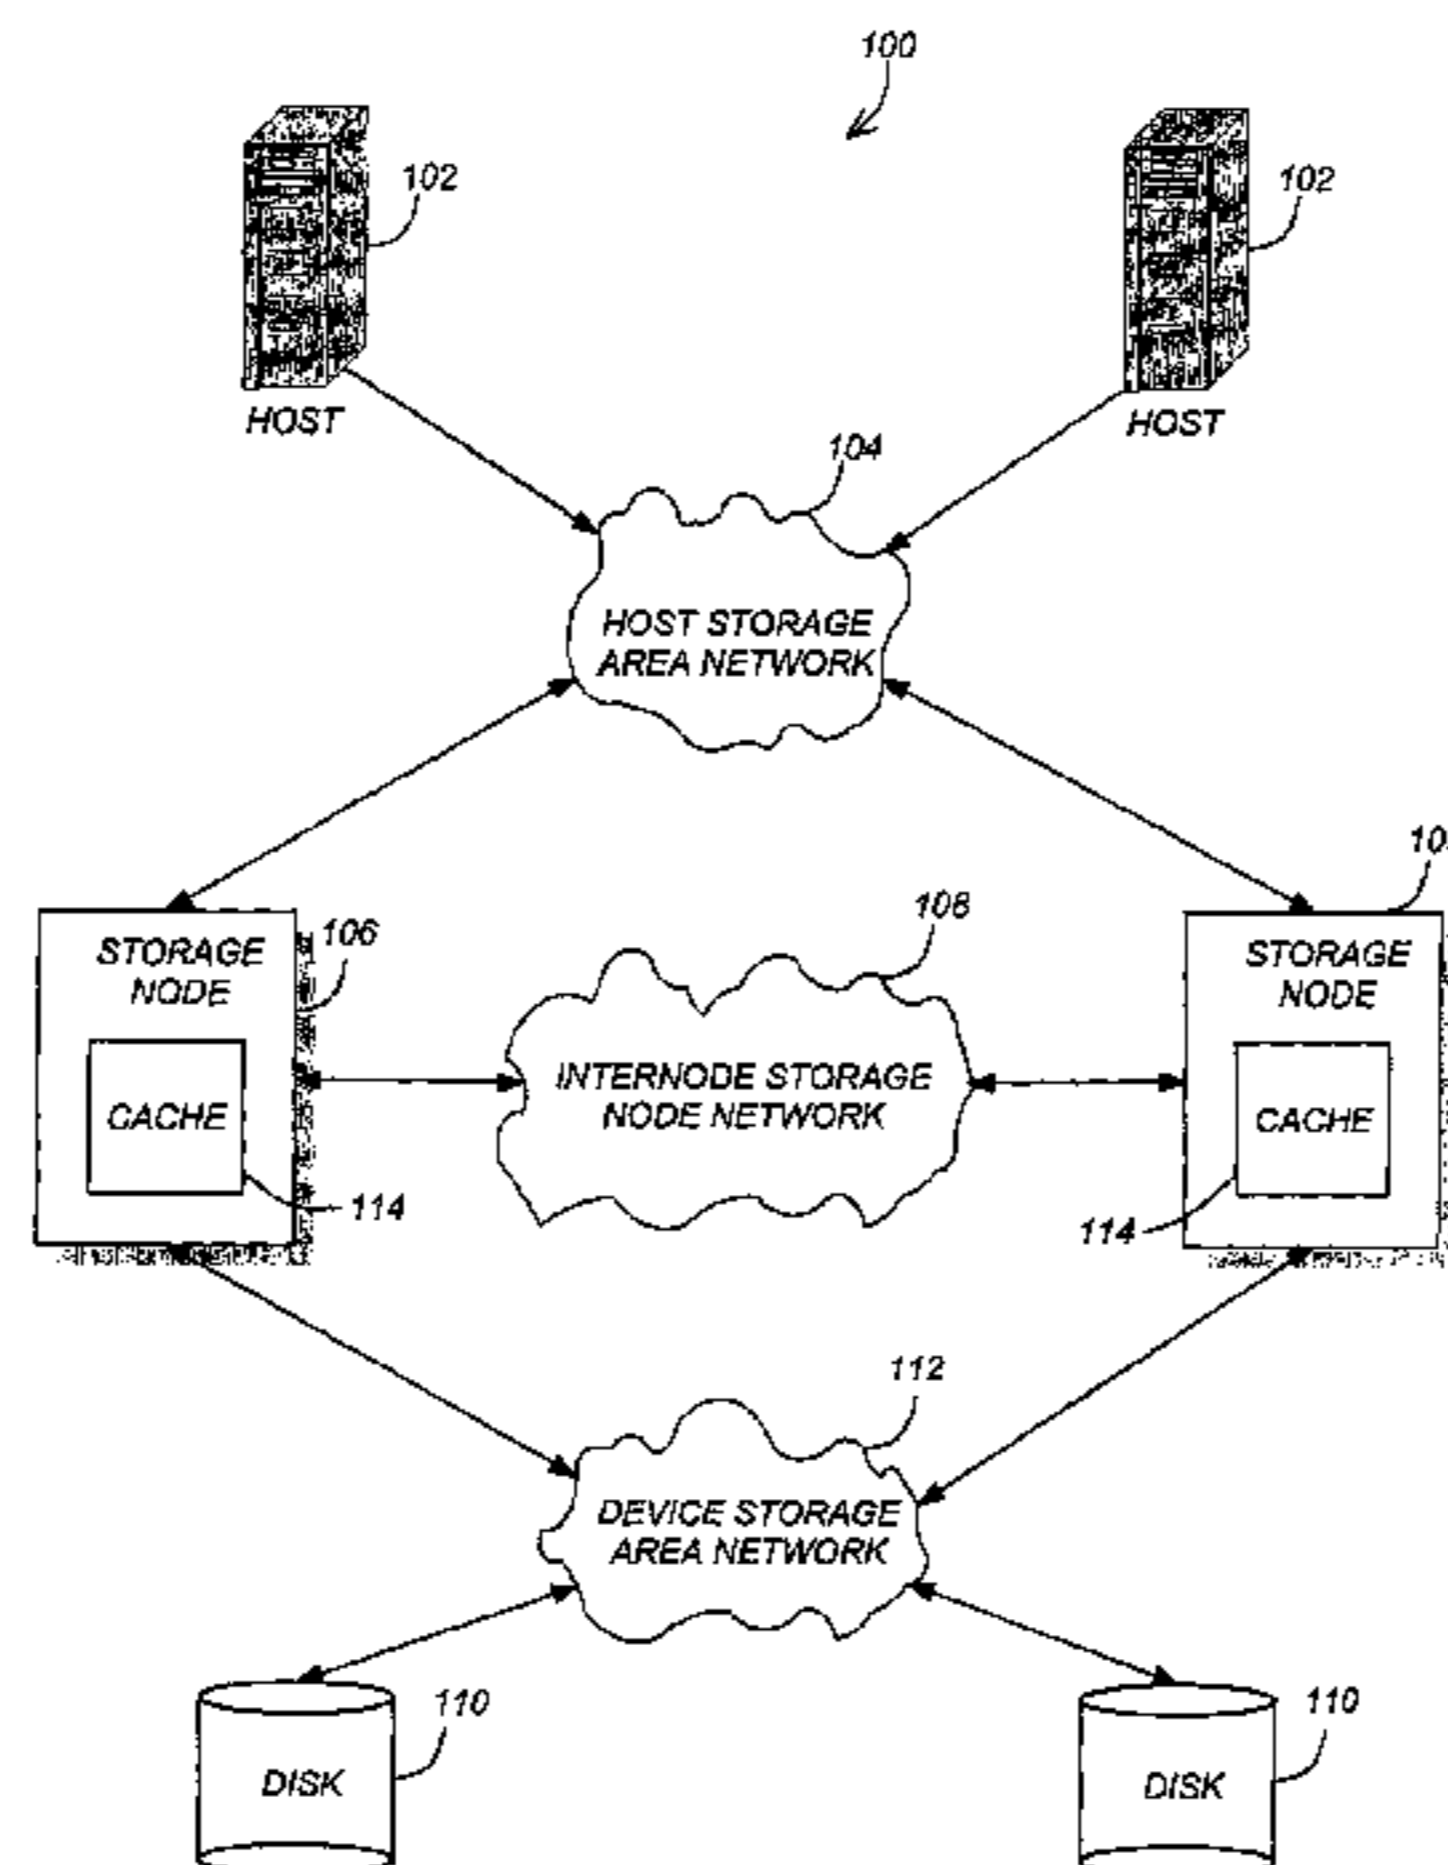 100
102
102
HOST
HOST
104
HOST STORAGE
AREA NETWORK
108
STORAGE
NODE
106
STORAGE
NODE
INTERNODE STORAGE
NODE NETWORK
CACHE
CACHE
114
114
112
DEVICE STORAGE
AREA NETWORK
110
110
DISK
DISK